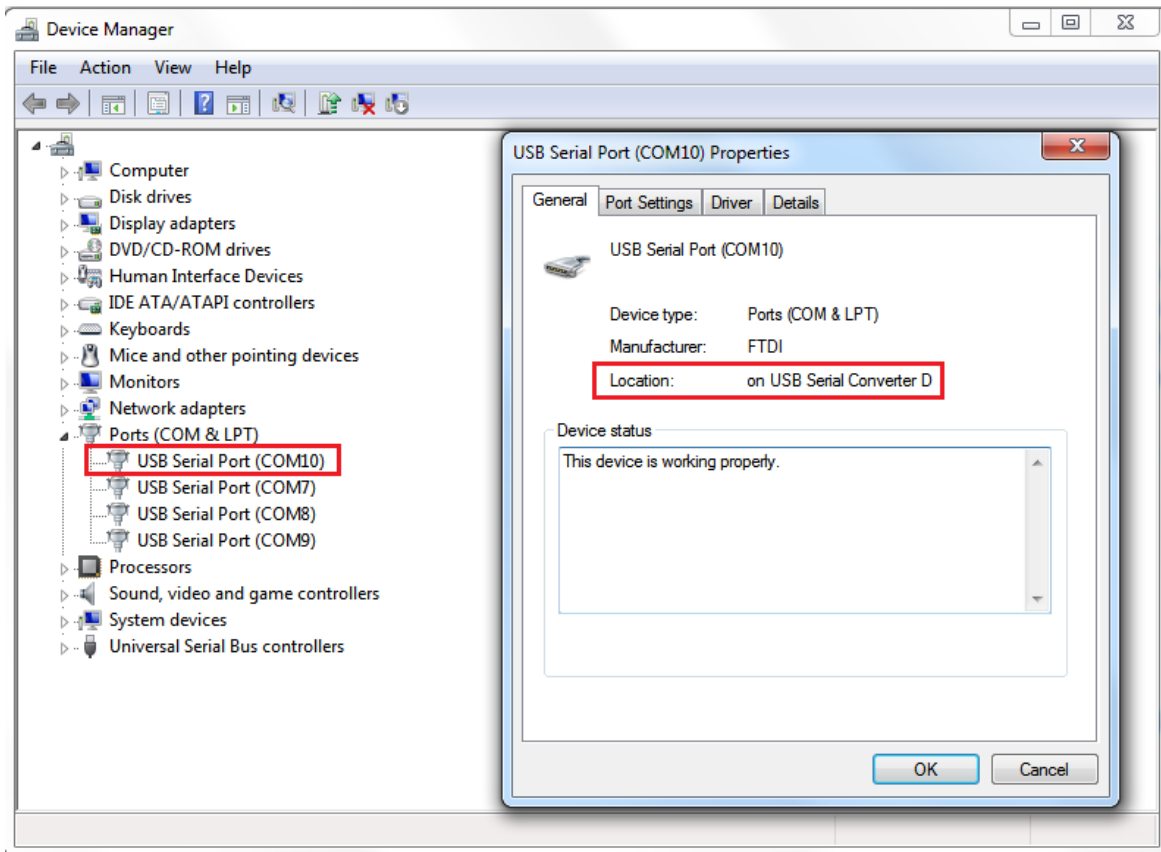 Device Manager
File Action View Help
Computer
Disk drives
Display adapters
DVD/CD-ROM drives
Human Interface Devices
IDE ATA/ATAPI controllers
Keyboards
Mice and other pointing devices
Monitors
Network adapters
Ports (COM & LPT)
USB Serial Port (COM10)
USB Serial Port (COM7)
USB Serial Port (COM8)
USB Serial Port (COM9)
Processors
Sound, video and game controllers
System devices
Universal Serial Bus controllers
USB Serial Port (COM10) Properties
General Port Settings Driver Details
USB Serial Port (COM10)
Device type: Ports (COM & LPT)
Manufacturer: FTDI
Location: on USB Serial Converter D
Device status
This device is working properly.
OK Cancel